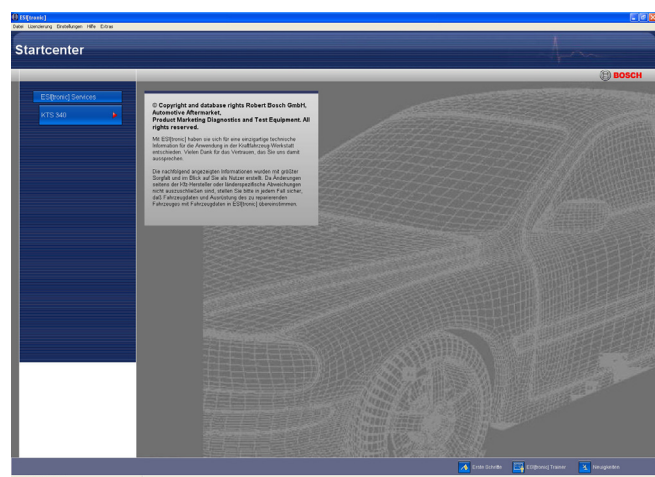 ESI[tronic]
Datei Lizenzierung Einstellungen Hilfe Extras
Startcenter
BOSCH
ESI[tronic] Services
KTS 340
© Copyright and database rights Robert Bosch GmbH,
Automotive Aftermarket,
Product Marketing Diagnostics and Test Equipment. All
rights reserved.
Mit ESI[tronic] haben sie sich für eine einzigartige technische
Information für die Anwendung in der Kraftfahrzeug-Werkstatt
entschieden. Vielen Dank für das Vertrauen, das Sie uns damit
aussprechen.
Die nachfolgend angezeigten Informationen wurden mit größter
Sorgfalt und im Blick auf Sie als Nutzer erstellt. Da Änderungen
seitens der Kfz-Hersteller oder länderspezifische Abweichungen
nicht auszuschließen sind, stellen Sie bitte in jedem Fall sicher,
daß Fahrzeugdaten und Ausrüstung des zu reparierenden
Fahrzeuges mit Fahrzeugdaten in ESI[tronic] übereinstimmen.
Erste Schritte ESI[tronic] Trainer Neuigkeiten